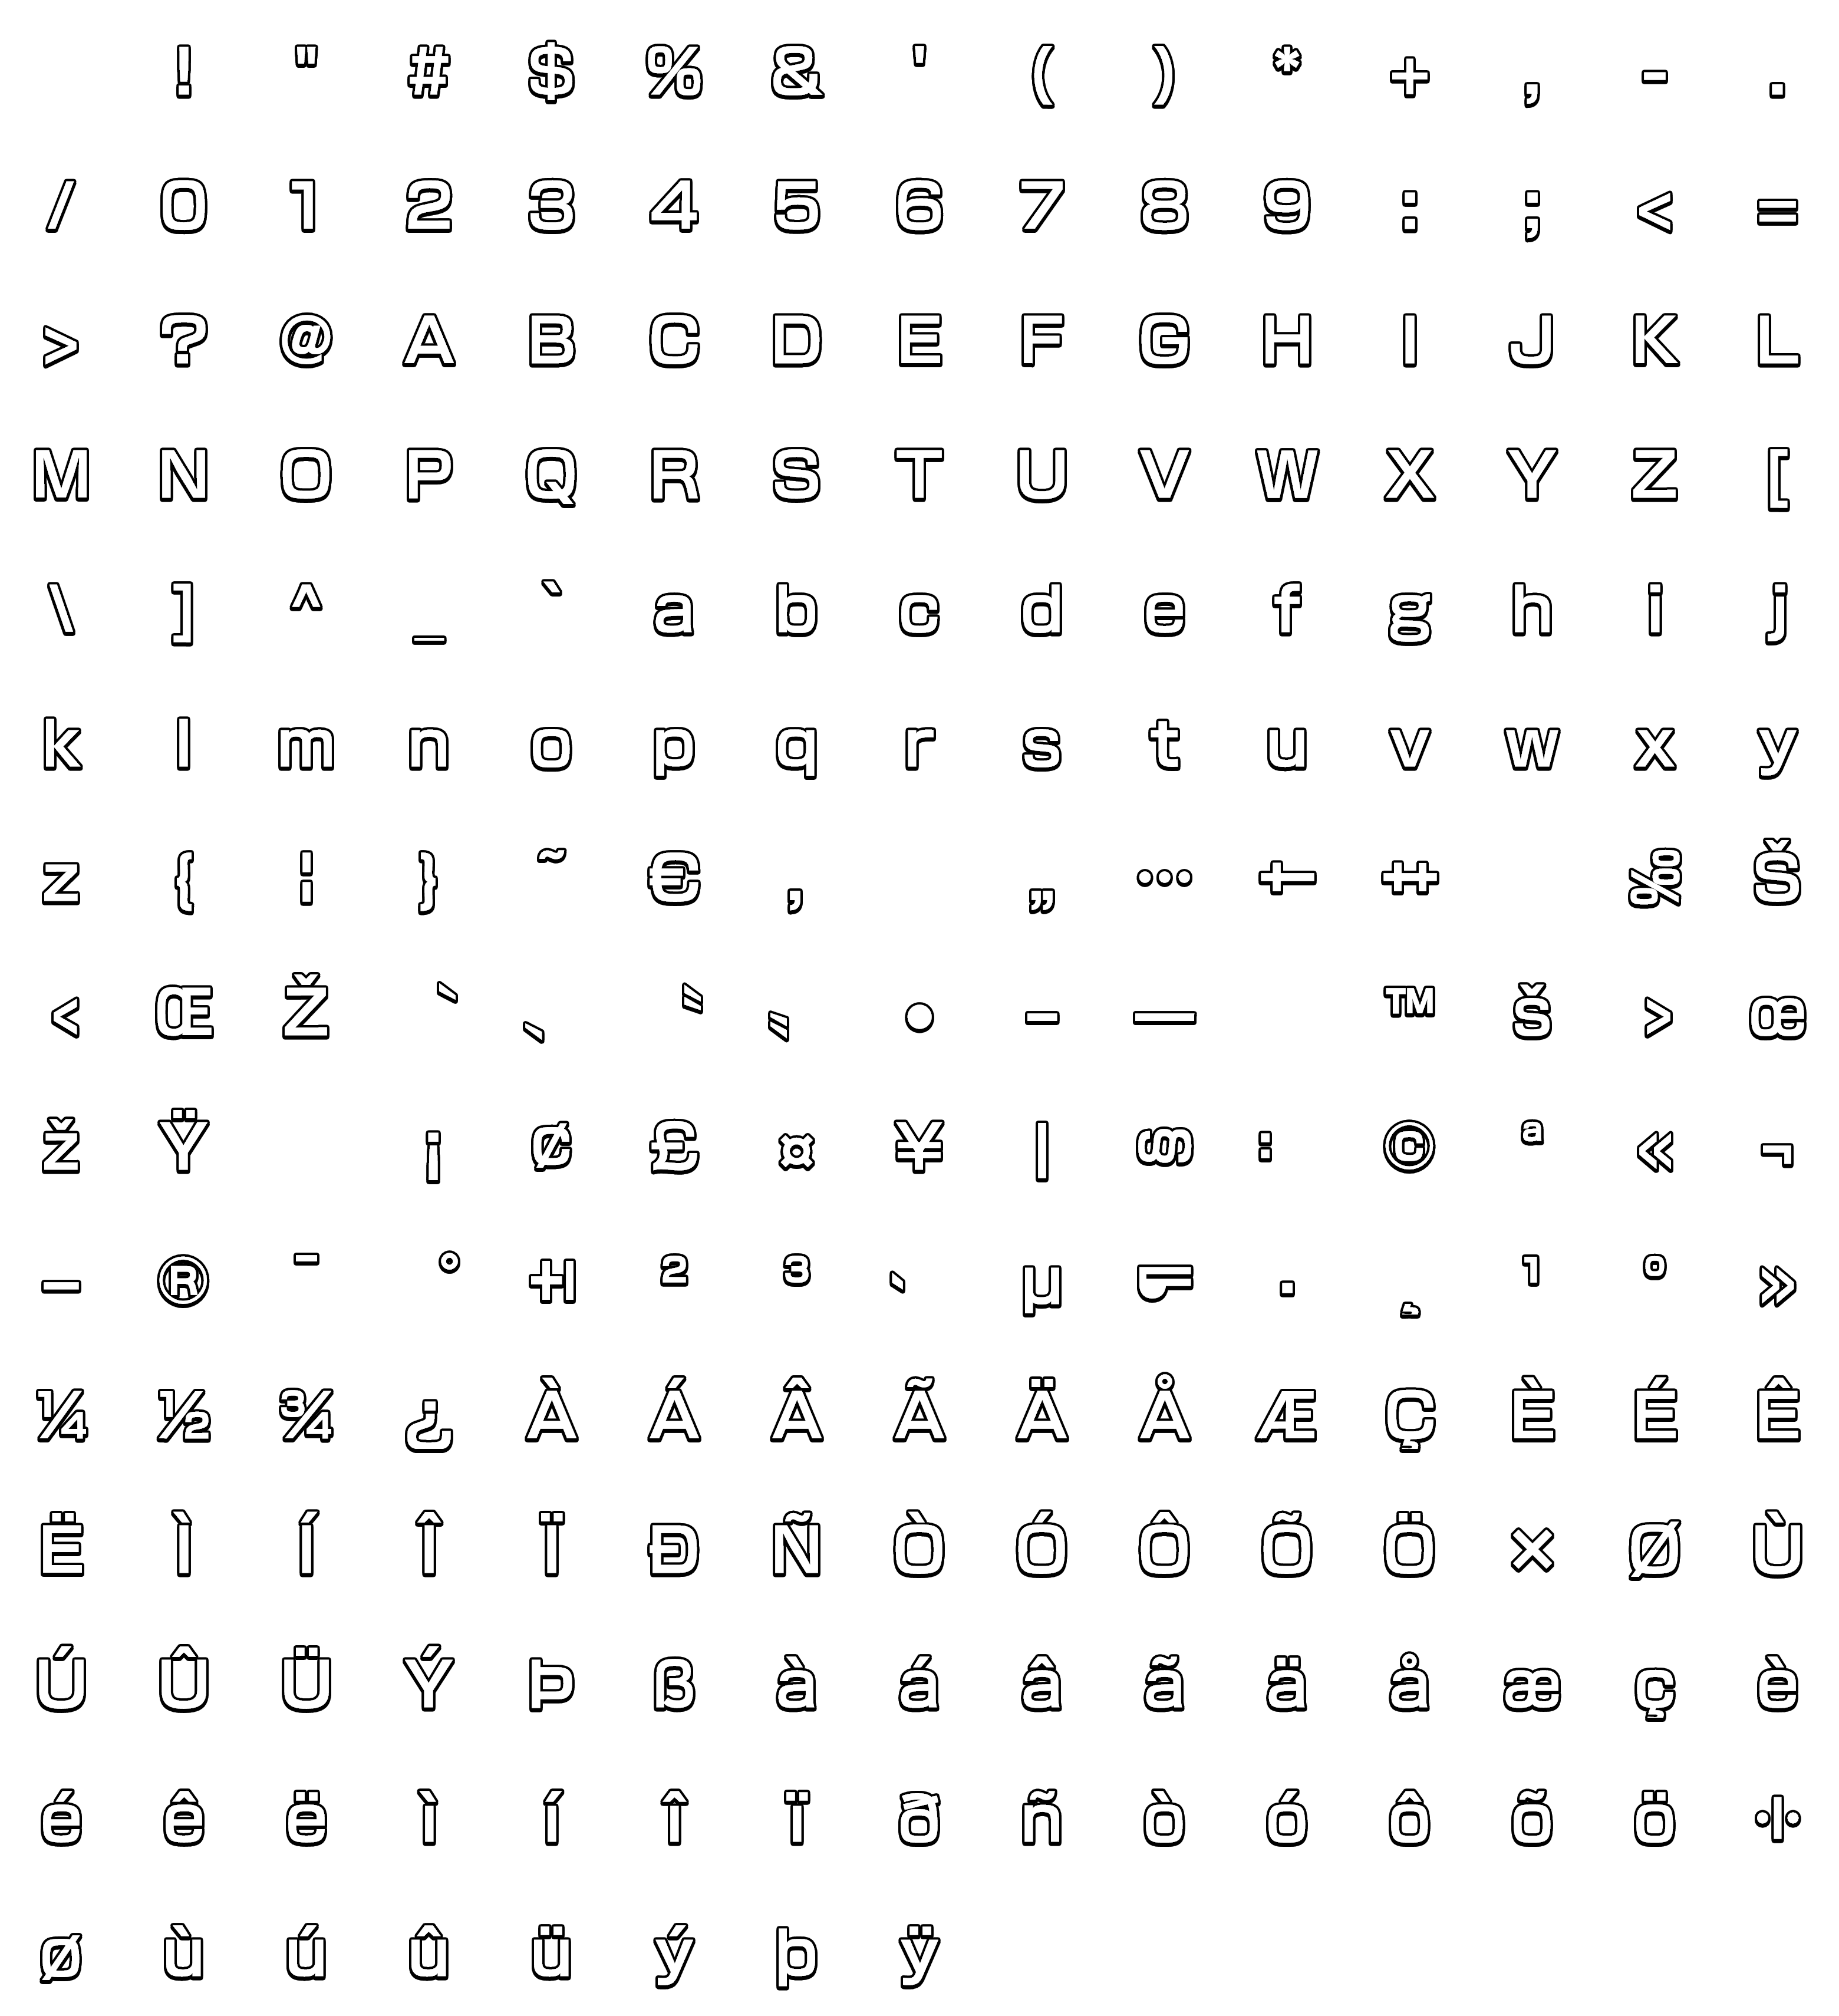 ! " # $ % & ' ( ) * + , - .
/ 0 1 2 3 4 5 6 7 8 9 : ; < =
> ? @ A B C D E F G H I J K L
M N O P Q R S T U V W X Y Z [
\ ] ^ _ ` a b c d e f g h i j
k l m n o p q r s t u v w x y
z { ¦ } ~ € ‚ „ … † ‡ ‰ Š
‹ Œ Ž ‘ ’ “ ” • – — ™ š › œ
ž Ÿ ¡ ¢ £ ¤ ¥ | § ¨ © ª « ¬
– ® ¯ ° ± ² ³ ´ µ ¶ · ¸ ¹ º »
¼ ½ ¾ ¿ À Á Â Ã Ä Å Æ Ç È É Ê
Ë Ì Í Î Ï Ð Ñ Ò Ó Ô Õ Ö × Ø Ù
Ú Û Ü Ý Þ ß à á â ã ä å æ ç è
é ê ë ì í î ï ð ñ ò ó ô õ ö ÷
ø ù ú û ü ý þ ÿ